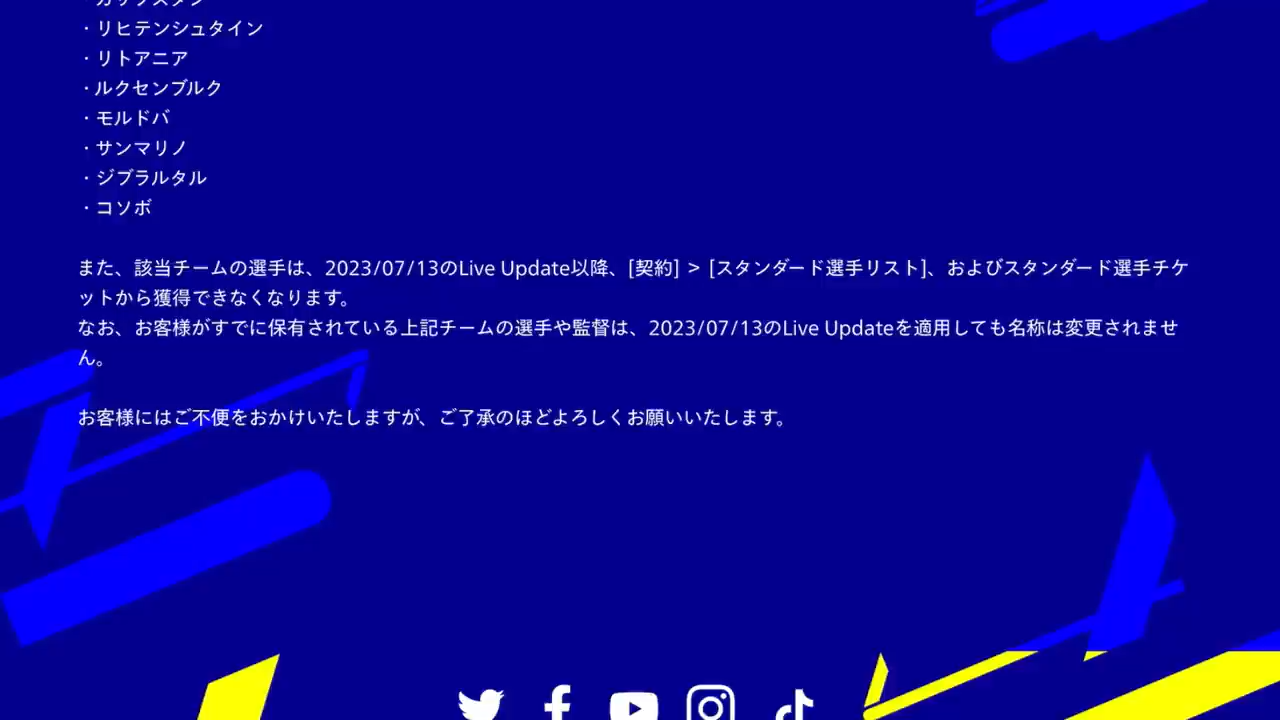 ・カザフスタン
・リヒテンシュタイン
・リトアニア
・ルクセンブルク
・モルドバ
・サンマリノ
・ジブラルタル
・コソボ
また、該当チームの選手は、2023/07/13のLive Update以降、[契約] > [スタンダード選手リスト]、およびスタンダード選手チケ
ットから獲得できなくなります。
なお、お客様がすでに保有されている上記チームの選手や監督は、2023/07/13のLive Updateを適用しても名称は変更されませ
ん。
お客様にはご不便をおかけいたしますが、ご了承のほどよろしくお願いいたします。